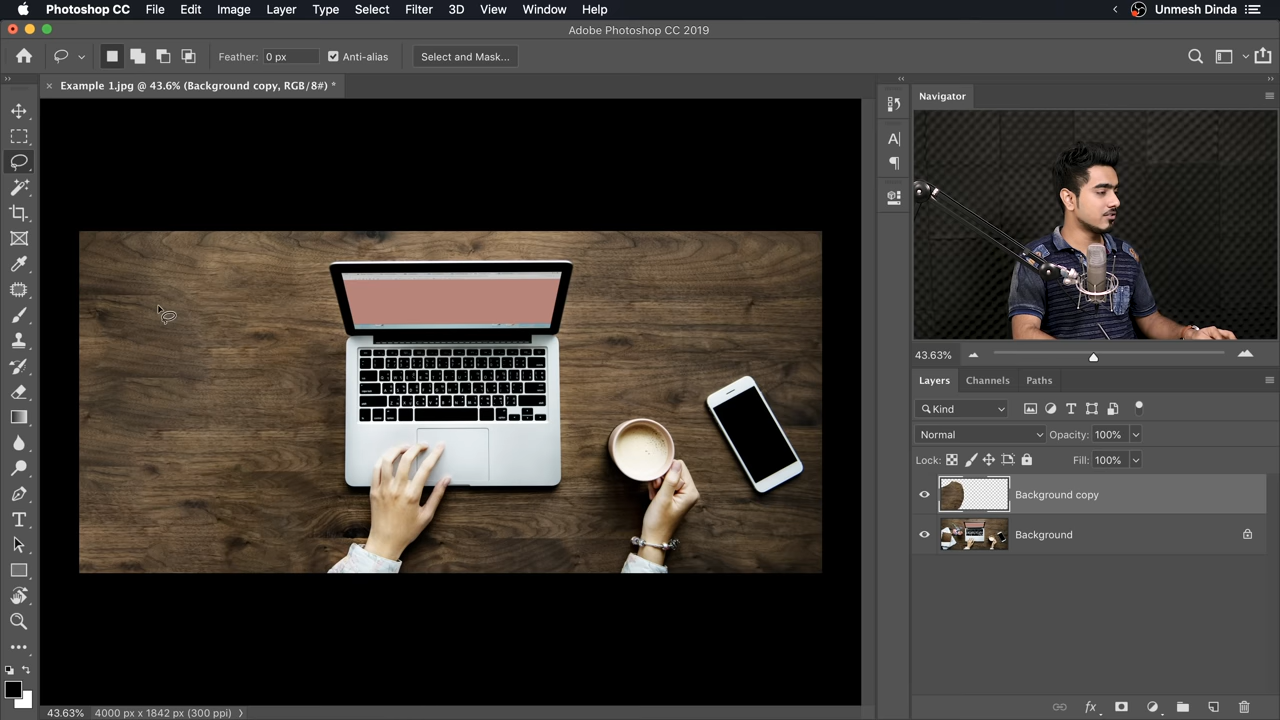 Photoshop CC File Edit Image Layer Type Select Filter 3D View Window Help Unmesh Dinda
Adobe Photoshop CC 2019
Feather: 0 px Anti-alias Select and Mask...
Example 1.jpg @ 43.6% (Background copy, RGB/8#) *
Navigator
43.63%
Layers Channels Paths
Kind
Normal Opacity: 100%
Lock: Fill: 100%
Background copy
Background
fx
43.63% 4000 px x 1842 px (300 ppi)